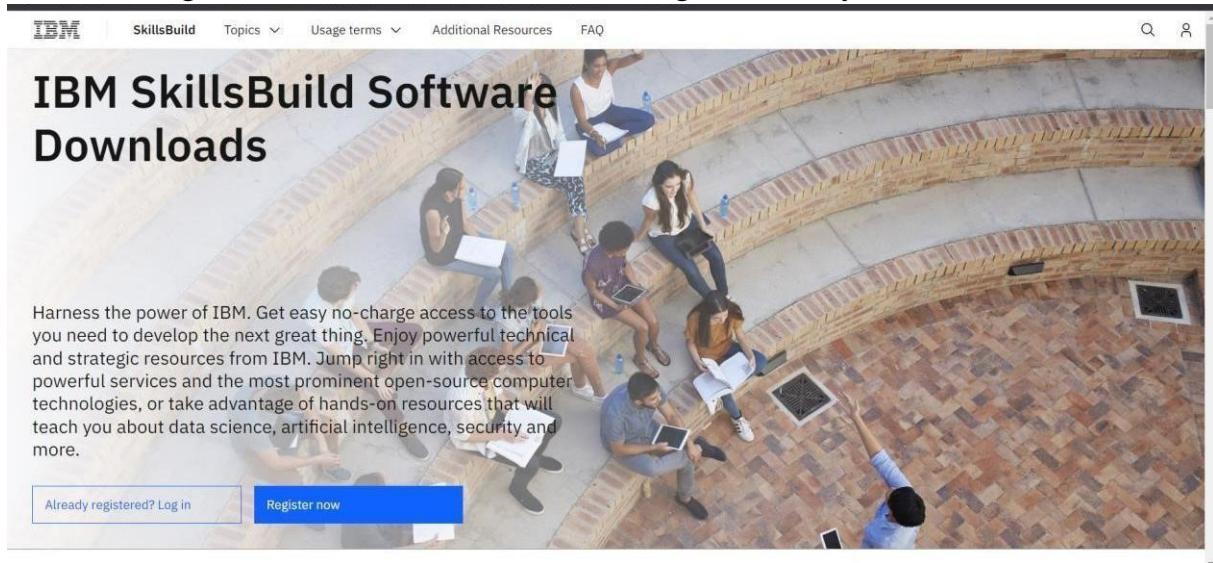 IBM SkillsBuild Topics Usage terms Additional Resources FAQ
IBM SkillsBuild Software
Downloads
Harness the power of IBM. Get easy no-charge access to the tools
you need to develop the next great thing. Enjoy powerful technical
and strategic resources from IBM. Jump right in with access to
powerful services and the most prominent open-source computer
technologies, or take advantage of hands-on resources that will
teach you about data science, artificial intelligence, security and
more.
Already registered? Log in Register now